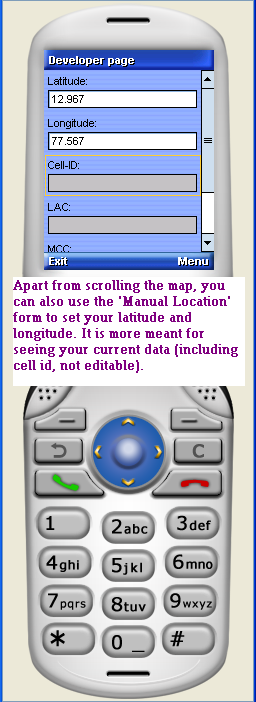 Developer page
Latitude:
12.967
Longitude:
77.567
Cell-ID:
LAC:
MCC:
Exit Menu
Apart from scrolling the map, you
can also use the 'Manual Location'
form to set your latitude and
longitude. It is more meant for
seeing your current data (including
cell id, not editable).
C
1 2abc 3def
4ghi 5jkl 6mno
7pqrs 8tuv 9wxyz
* 0 _ #